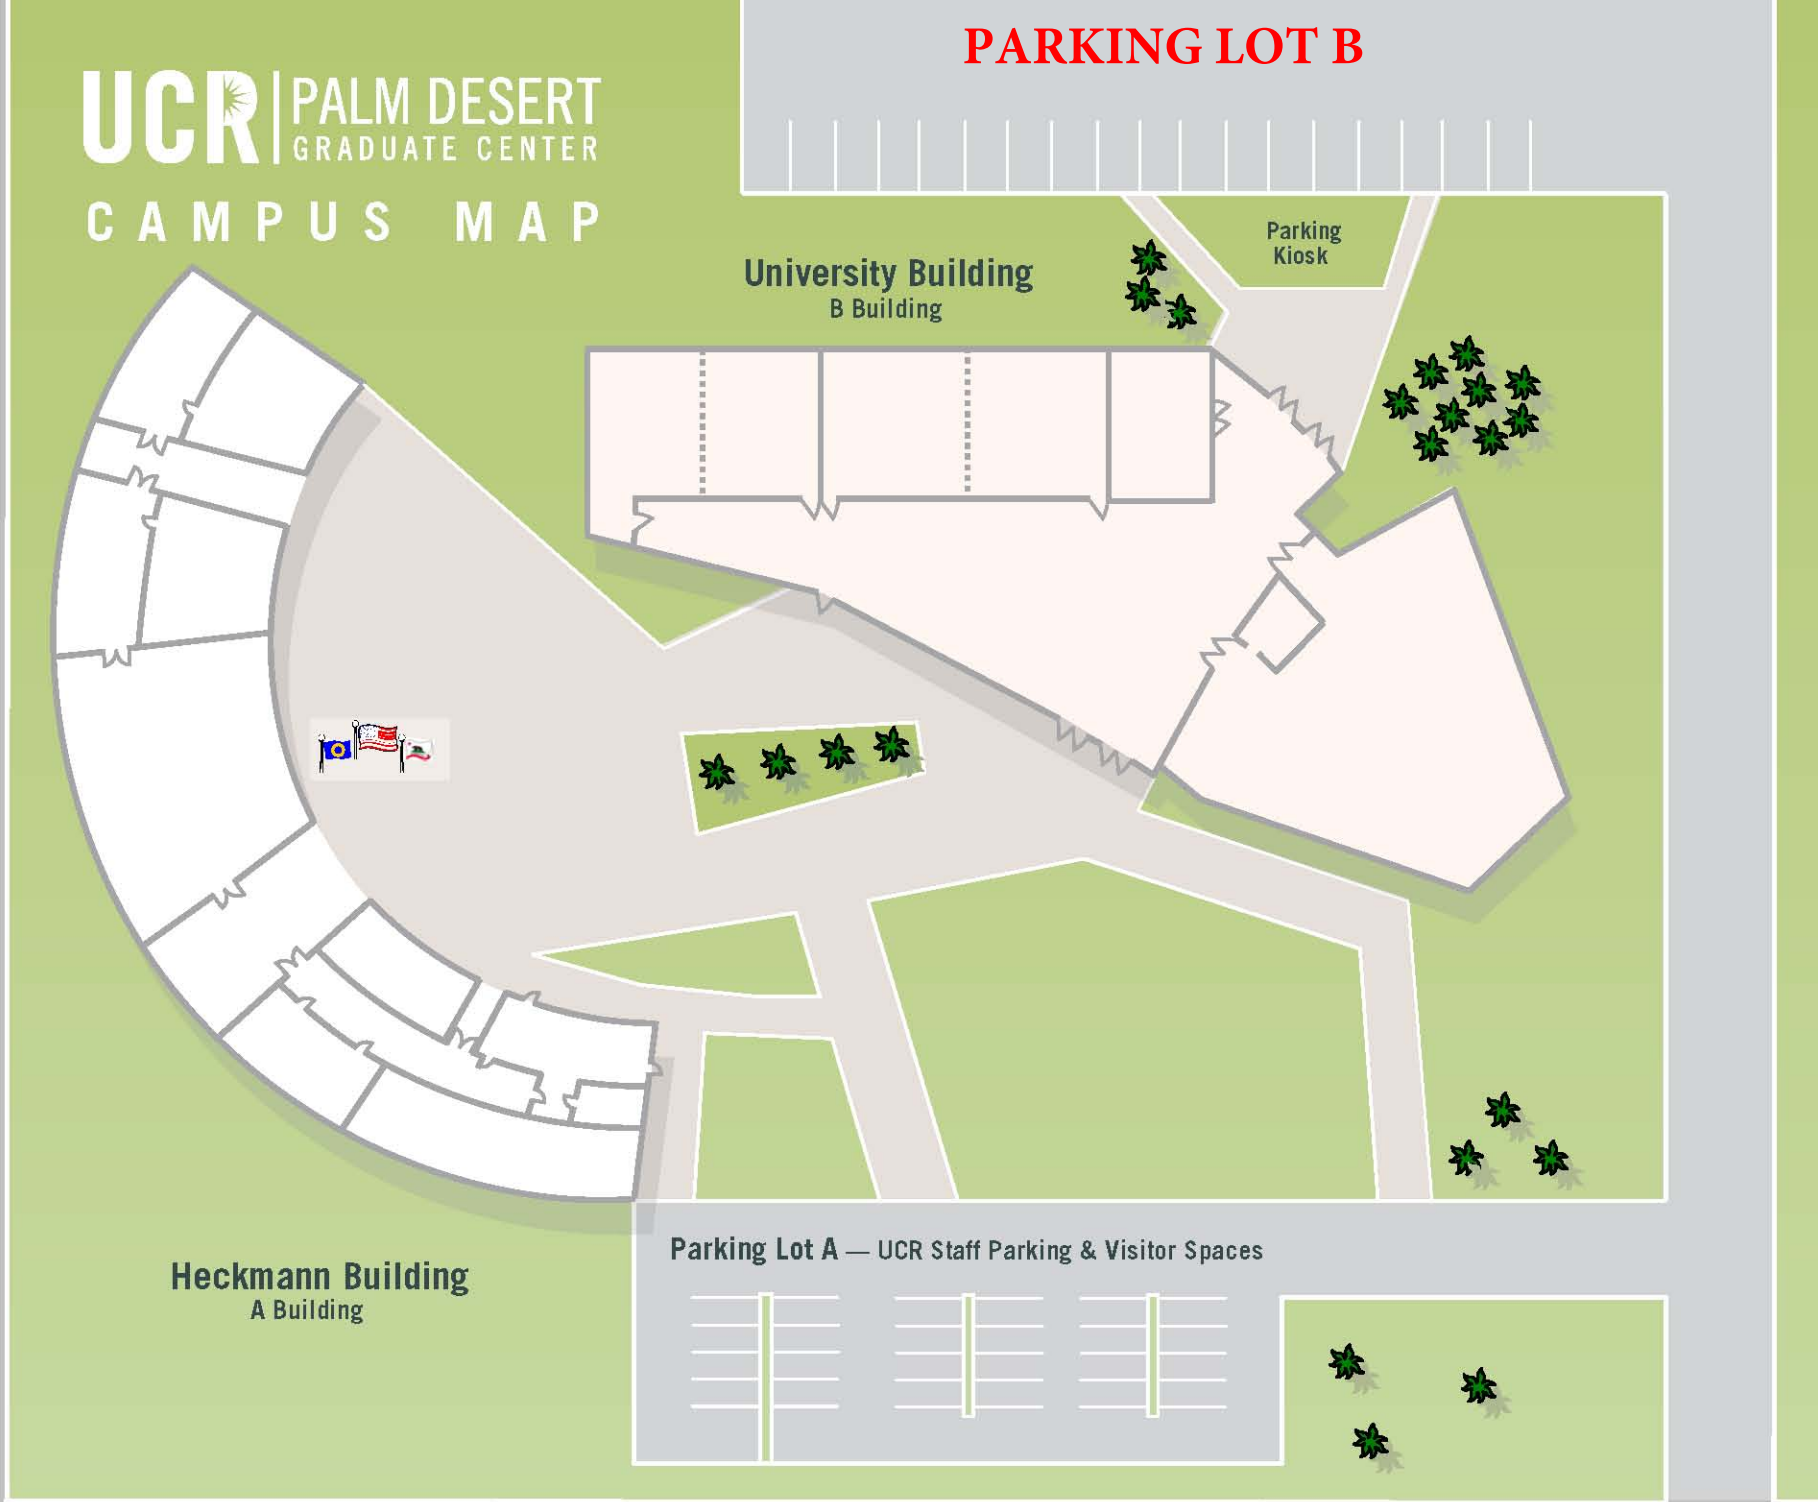 PARKING LOT B
UCR PALM DESERT
GRADUATE CENTER
CAMPUS MAP
Parking
Kiosk
University Building
B Building
Parking Lot A — UCR Staff Parking & Visitor Spaces
Heckmann Building
A Building